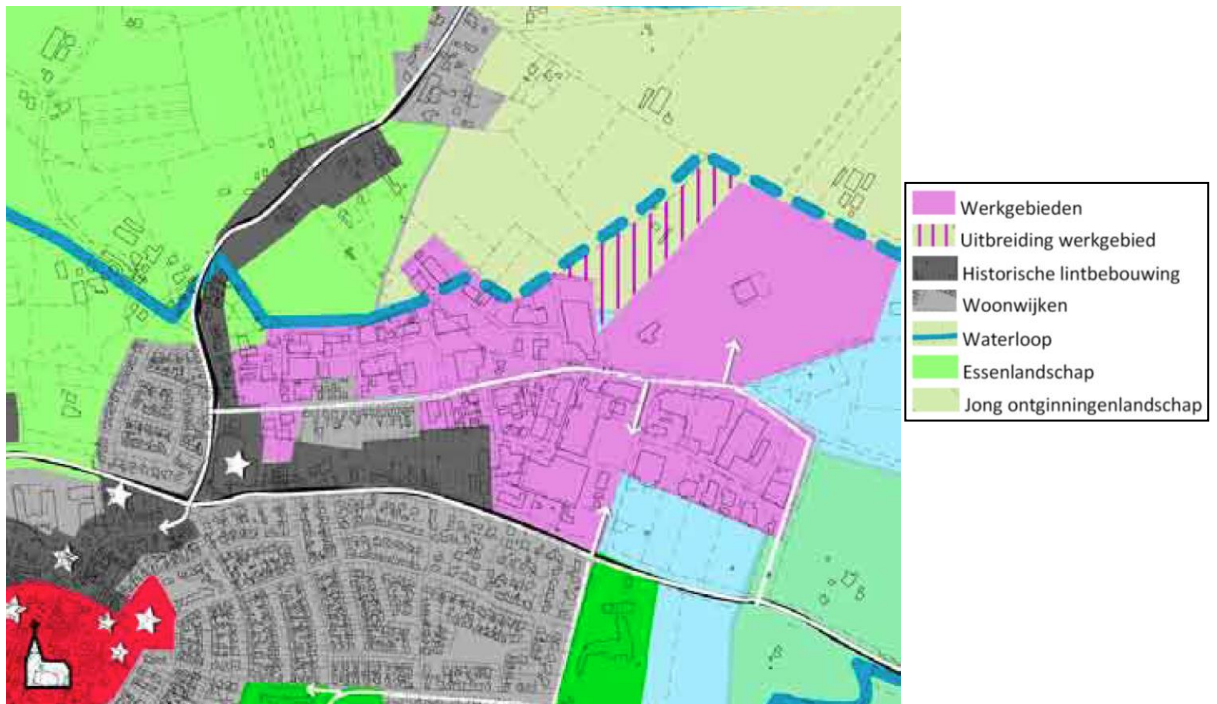 Werkgebieden
Uitbreiding werkgebied
Historische lintbebouwing
Woonwijken
Waterloop
Essenlandschap
Jong ontginningenlandschap